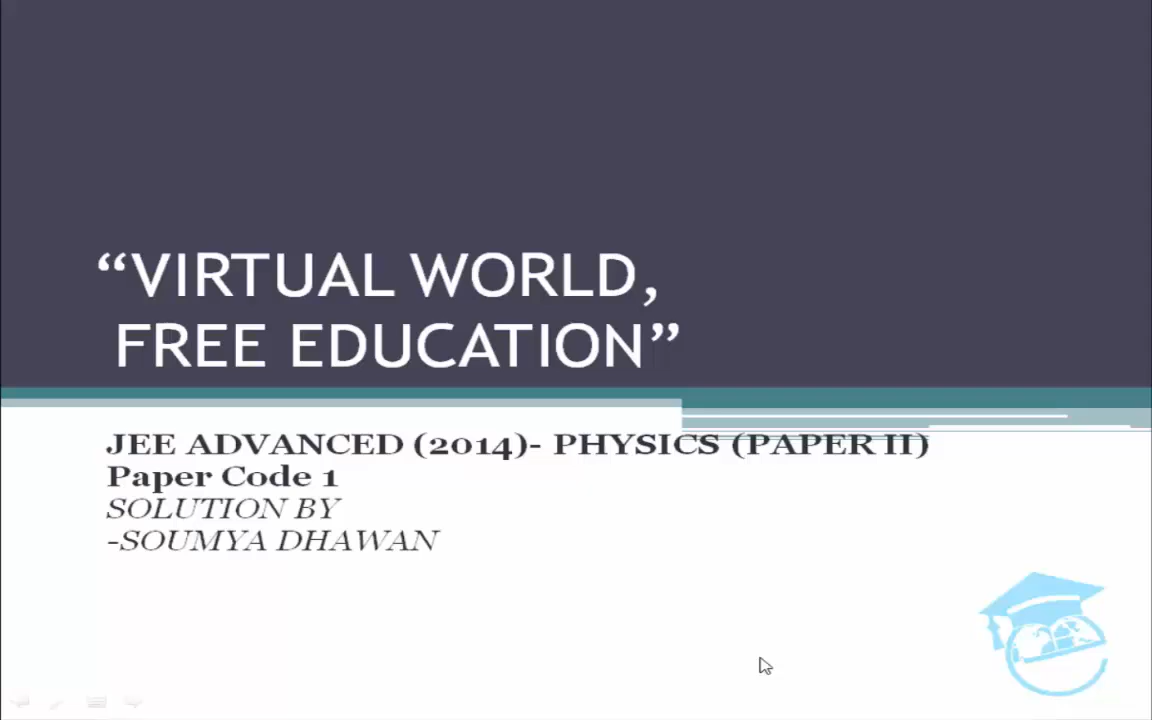 “VIRTUAL WORLD,
FREE EDUCATION”
JEE ADVANCED (2014)- PHYSICS (PAPER II)
Paper Code 1
SOLUTION BY
-SOUMYA DHAWAN